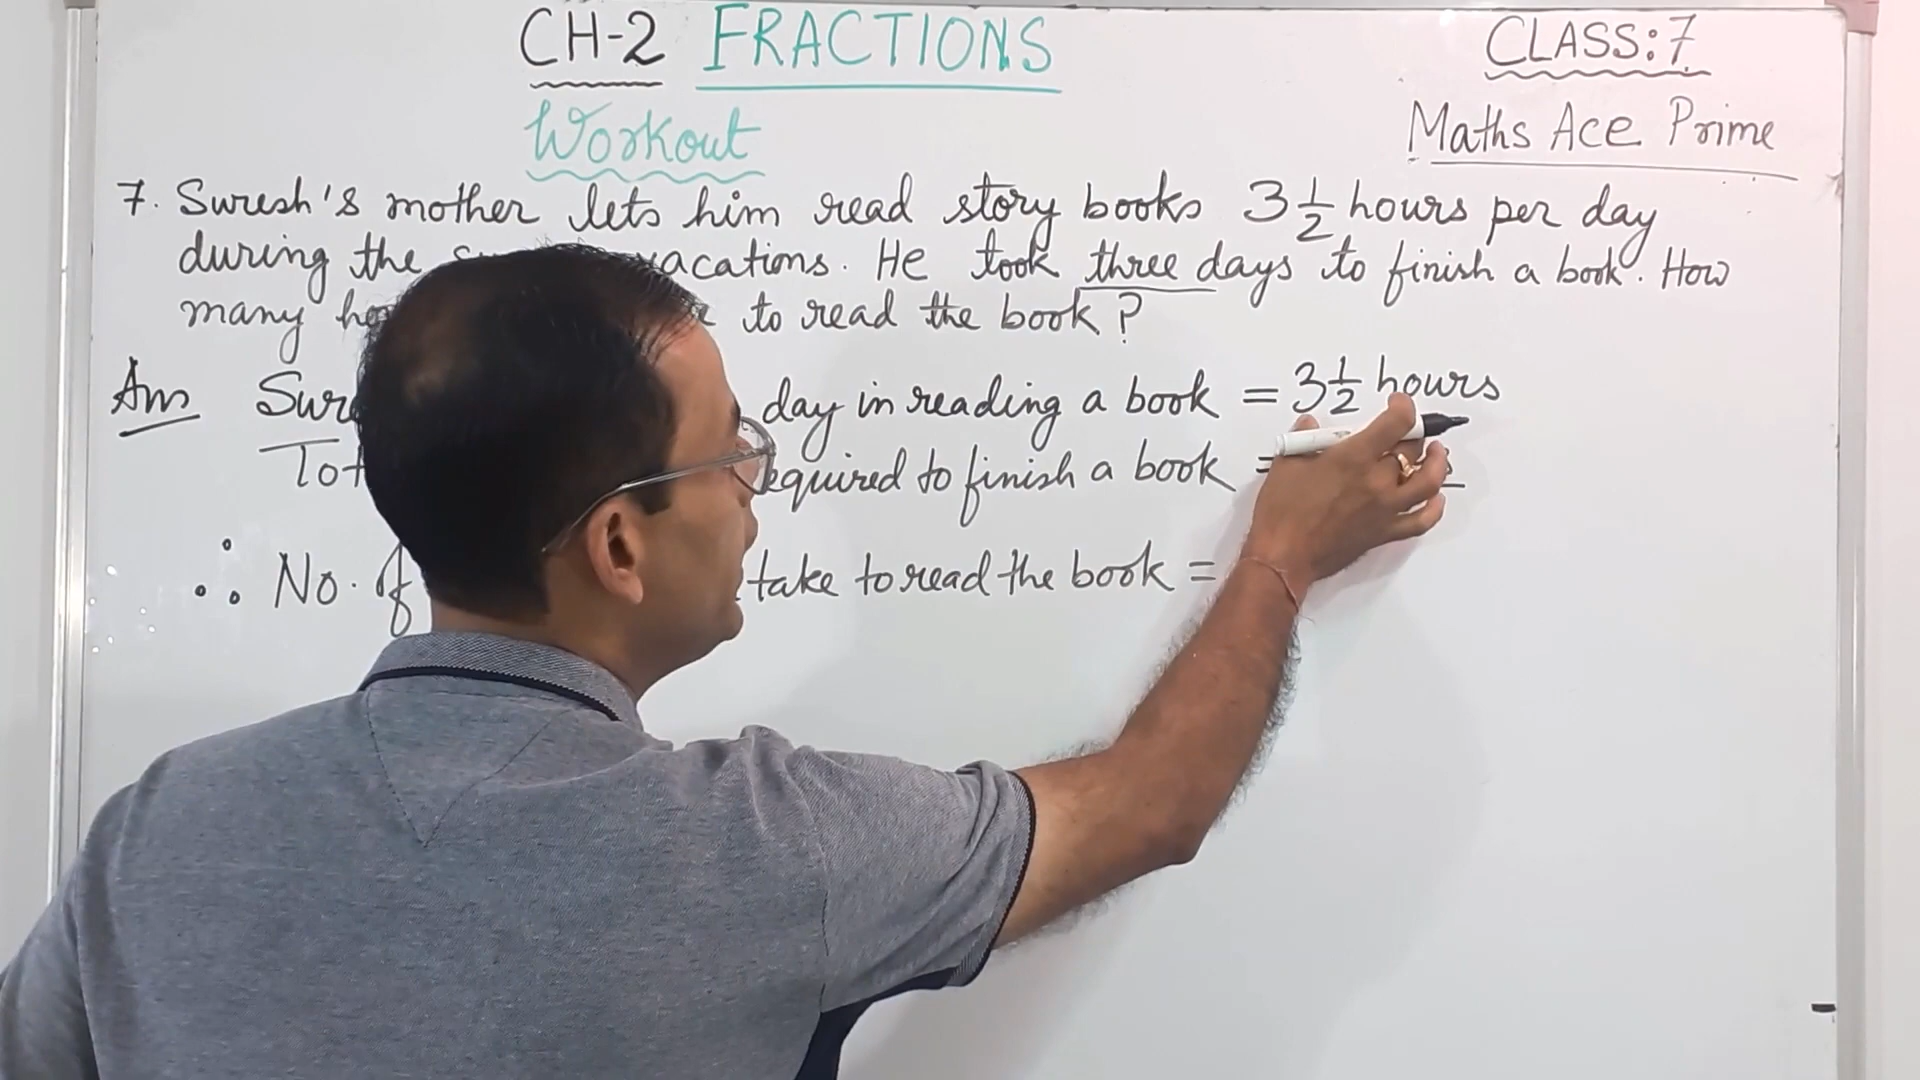 CH-2 FRACTIONS
CLASS: 7
Workout
Maths Ace Prime
7. Suresh's mother lets him read story books 3 1/2 hours per day
during the vacations. He took three days to finish a book. How
many to read the book?
Ans day in reading a book = 3 1/2 hours
required to finish a book =
∴ No. of take to read the book =